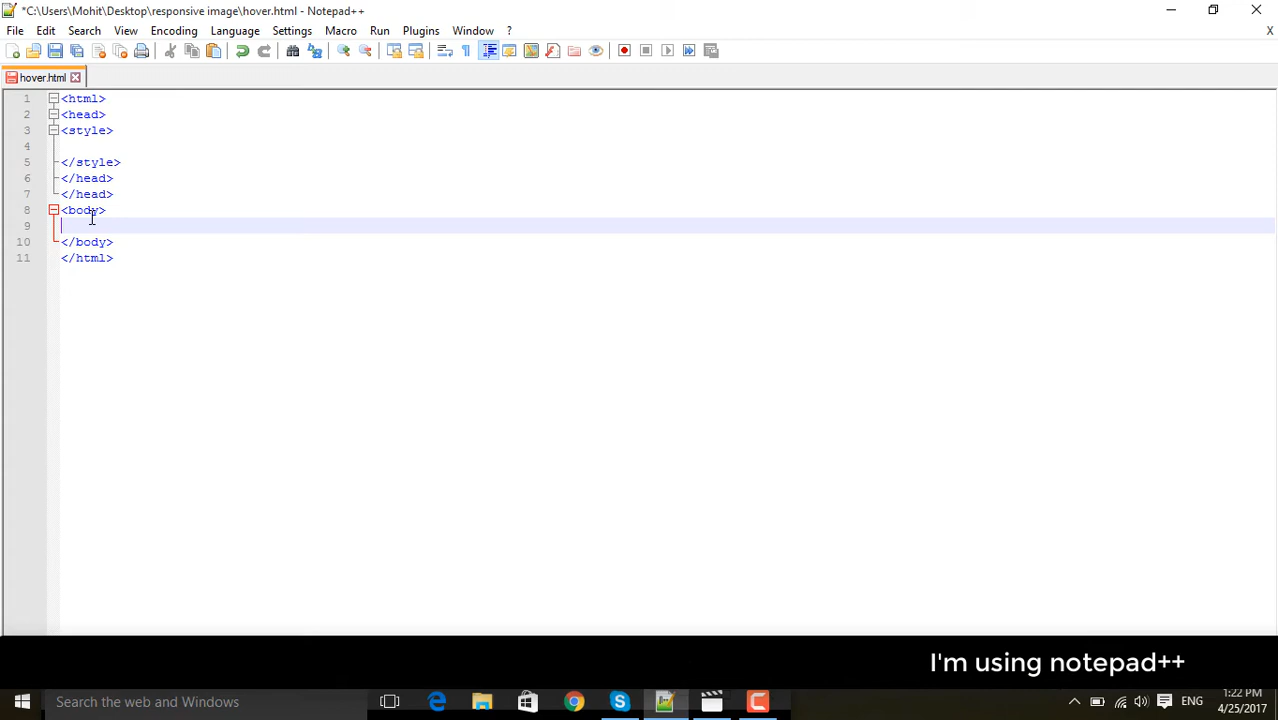 *C:\Users\Mohit\Desktop\responsive image\hover.html - Notepad++
File Edit Search View Encoding Language Settings Macro Run Plugins Window ? X
hover.html
1 <html>
2 <head>
3 <style>
4
5 </style>
6 </head>
7 </head>
8 <body>
9
10 </body>
11 </html>
I'm using notepad++
Search the web and Windows
ENG
1:22 PM
4/25/2017